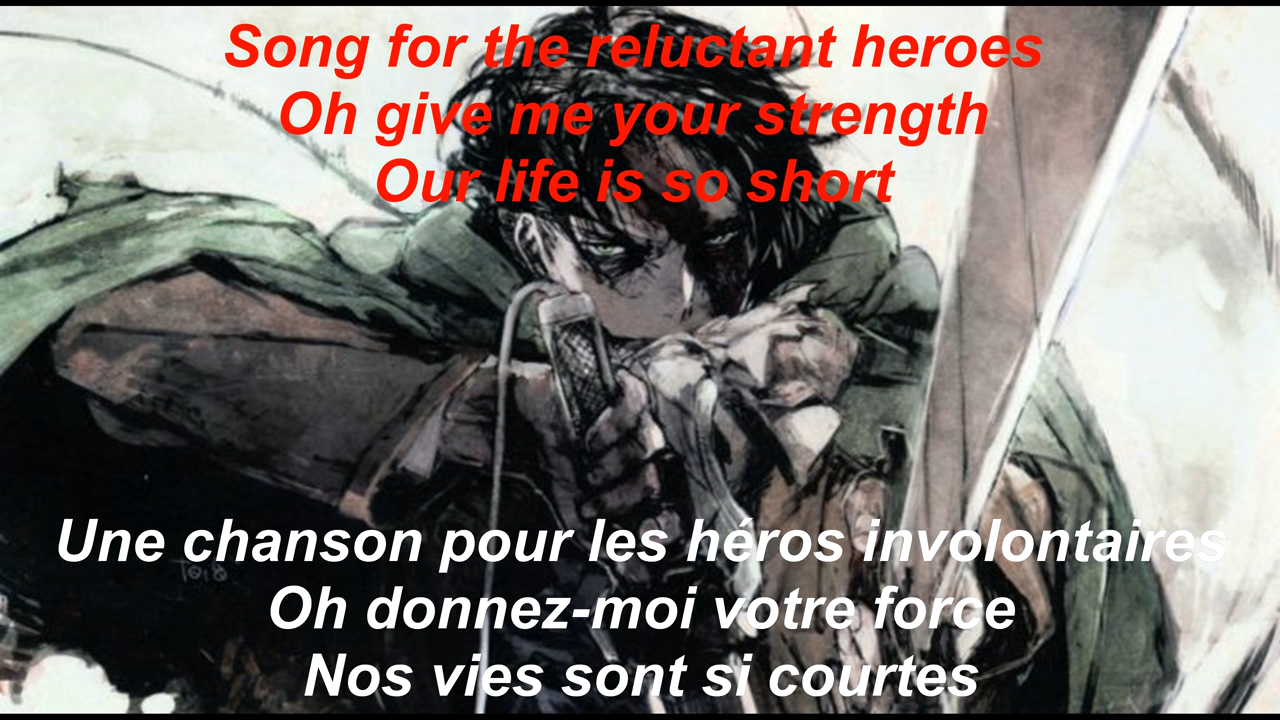 Song for the reluctant heroes
Oh give me your strength
Our life is so short
Une chanson pour les héros involontaires
Oh donnez-moi votre force
Nos vies sont si courtes